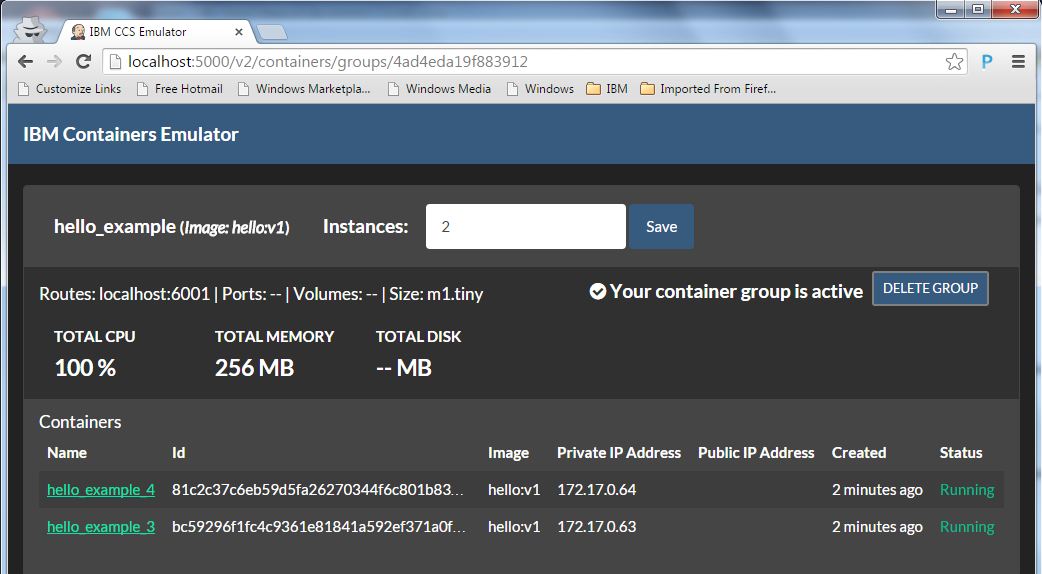 IBM CCS Emulator
localhost:5000/v2/containers/groups/4ad4eda19f883912
Customize Links Free Hotmail Windows Marketpla... Windows Media Windows IBM Imported From Firef...
IBM Containers Emulator
hello_example (Image: hello:v1) Instances: 2 Save
Routes: localhost:6001 | Ports: -- | Volumes: -- | Size: m1.tiny Your container group is active DELETE GROUP
TOTAL CPU TOTAL MEMORY TOTAL DISK
100 % 256 MB -- MB
Containers
Name Id Image Private IP Address Public IP Address Created Status
hello_example_4 81c2c37c6eb59d5fa26270344f6c801b83... hello:v1 172.17.0.64 2 minutes ago Running
hello_example_3 bc59296f1fc4c9361e81841a592ef371a0f... hello:v1 172.17.0.63 2 minutes ago Running